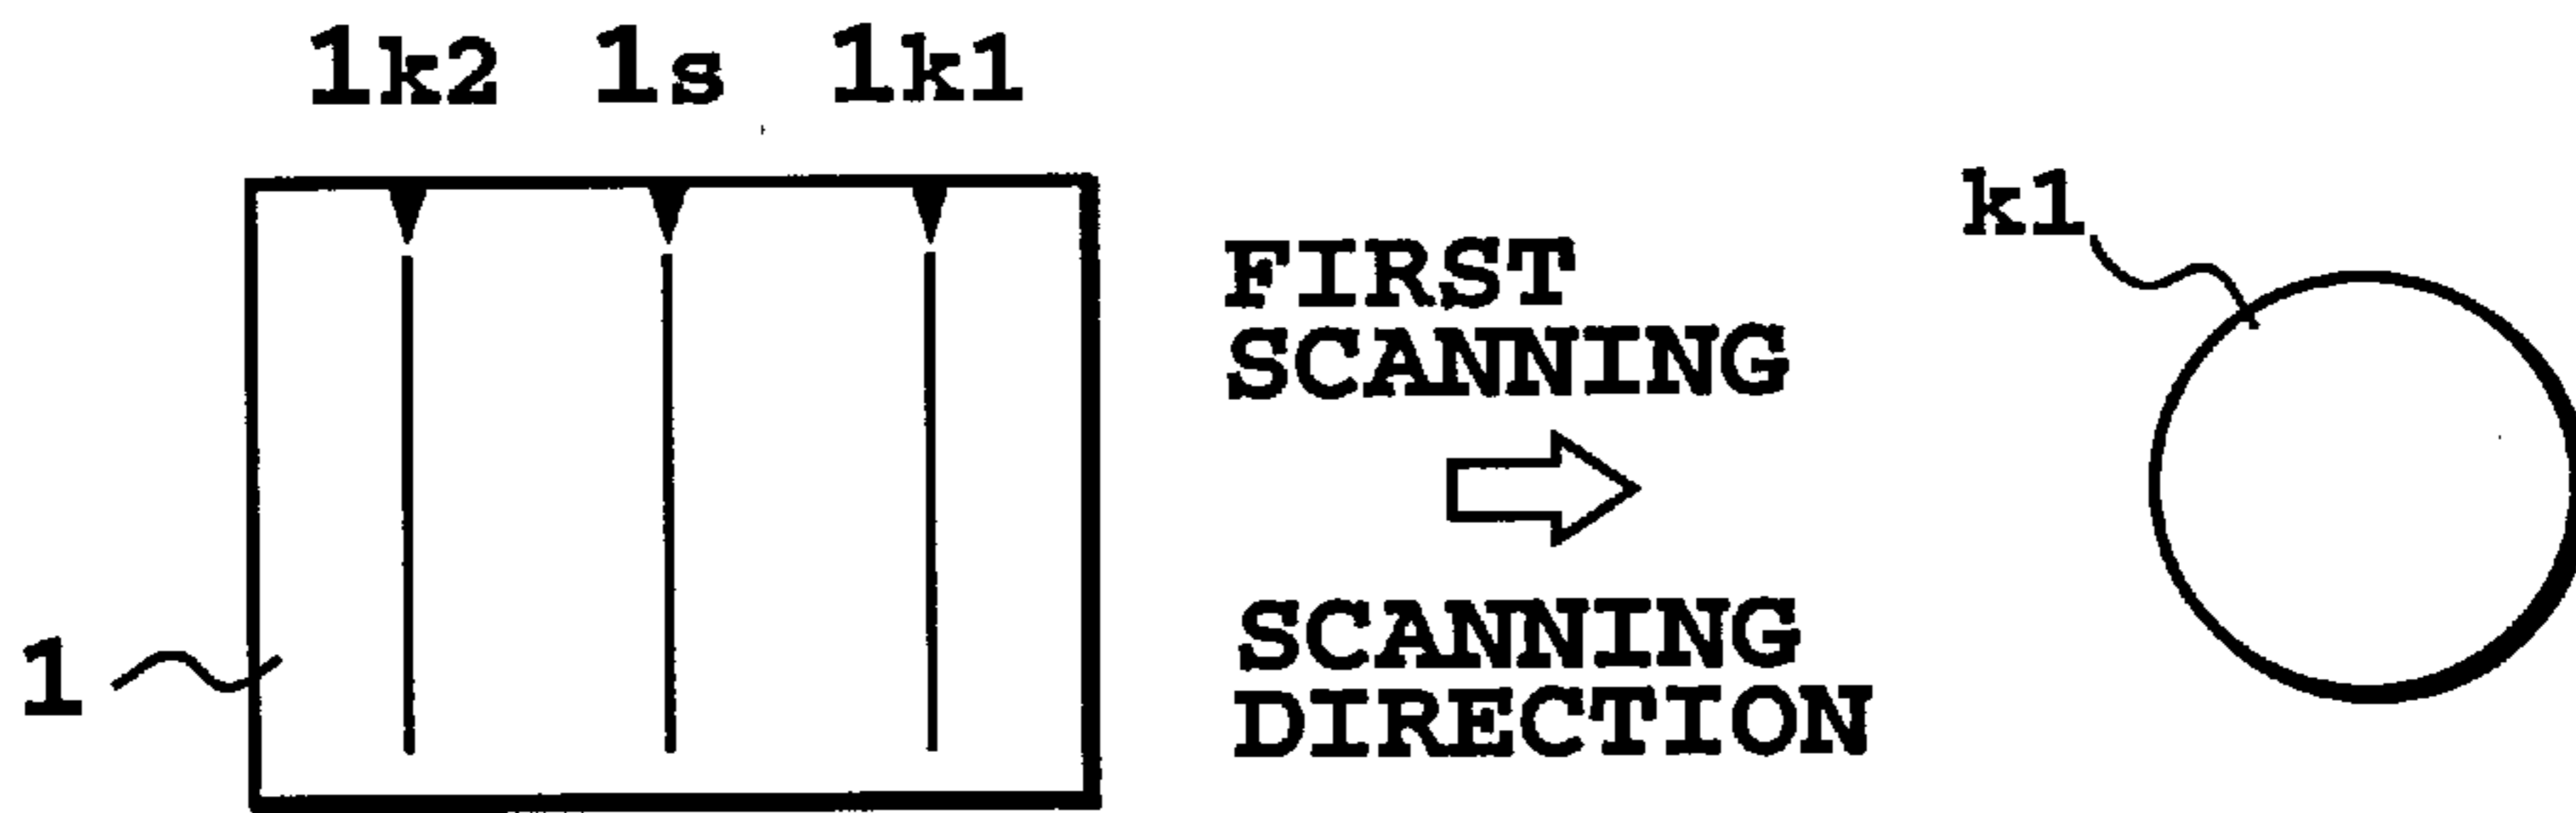 1k2 1s 1k1
k1
FIRST
SCANNING
SCANNING
DIRECTION
1